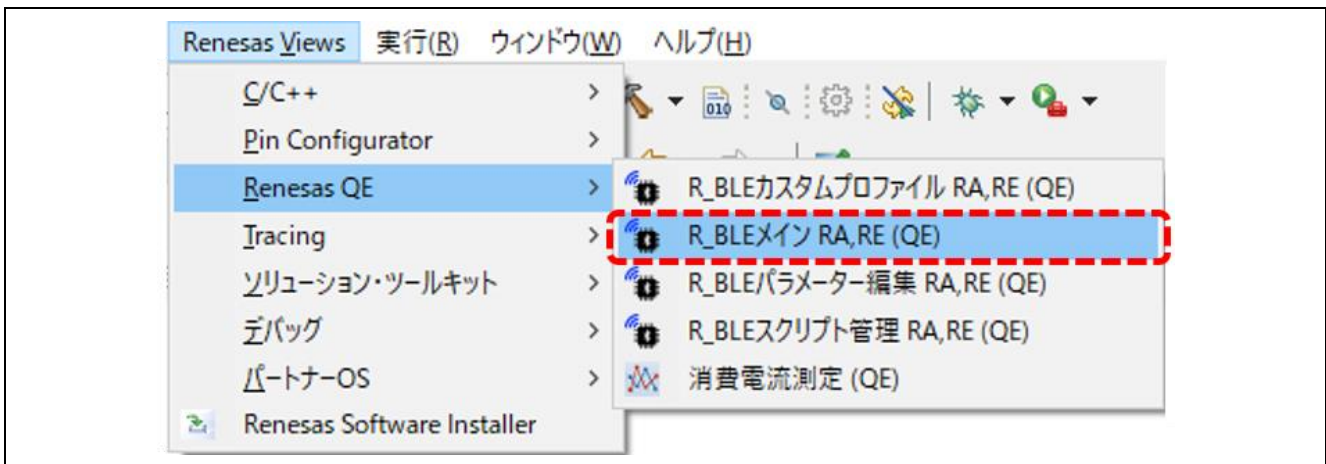 Renesas Views 実行(R) ウィンドウ(W) ヘルプ(H)
C/C++
Pin Configurator
Renesas QE
Tracing
ソリューション・ツールキット
デバッグ
パートナーOS
Renesas Software Installer
010
R_BLEカスタムプロファイル RA,RE (QE)
R_BLEメイン RA,RE (QE)
R_BLEパラメーター編集 RA,RE (QE)
R_BLEスクリプト管理 RA,RE (QE)
消費電流測定 (QE)